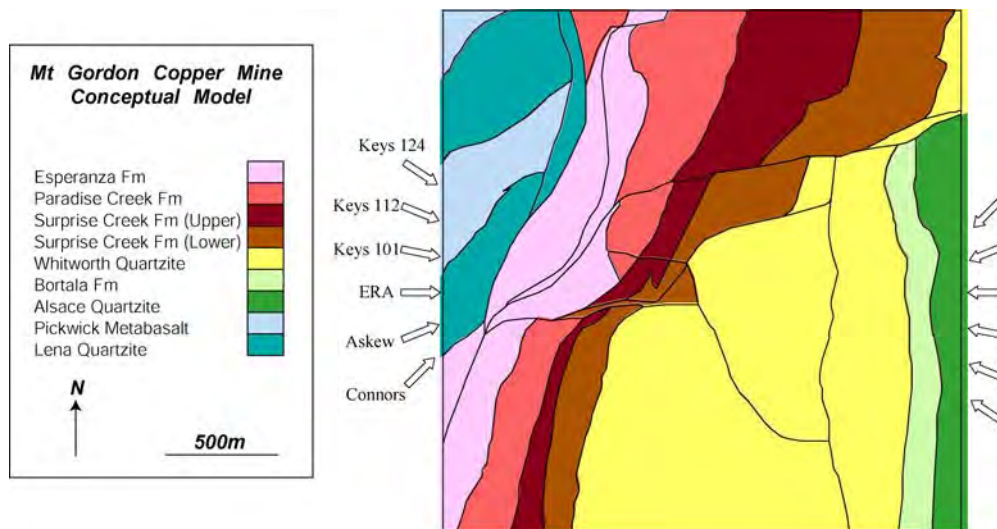 Mt Gordon Copper Mine
Conceptual Model
Esperanza Fm
Paradise Creek Fm
Surprise Creek Fm (Upper)
Surprise Creek Fm (Lower)
Whitworth Quartzite
Bortala Fm
Alsace Quartzite
Pickwick Metabasalt
Lena Quartzite
N
500m
Keys 124
Keys 112
Keys 101
ERA
Askew
Connors